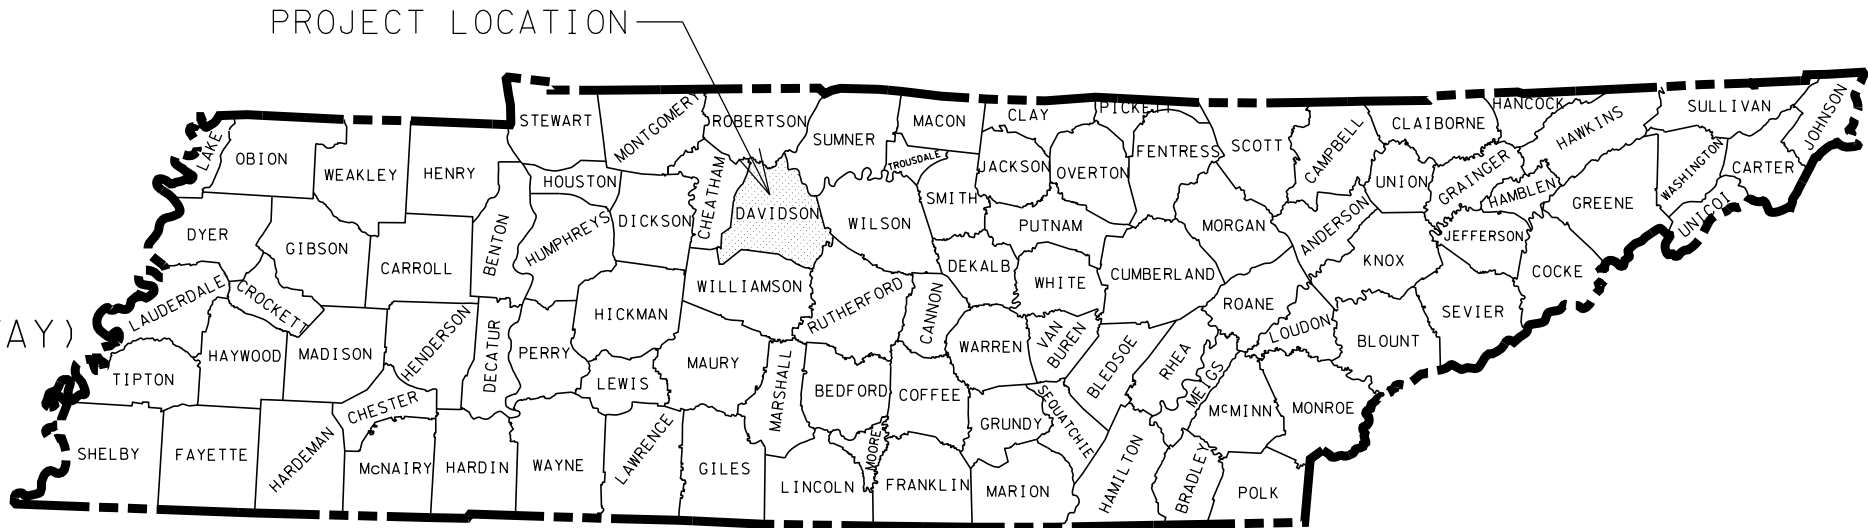 PROJECT LOCATION
STEWART
MONTGOMERY
ROBERTSON
SUMNER
MACON
CLAY
PICKETT
SCOTT
CAMPBELL
CLAIBORNE
HANCOCK
HAWKINS
SULLIVAN
JOHNSON
LAKE
OBION
WEAKLEY
HENRY
HOUSTON
CHEATHAM
TROUSDALE
JACKSON
OVERTON
FENTRESS
UNION
GRAINGER
HAMBLEN
WASHINGTON
CARTER
DYER
GIBSON
CARROLL
BENTON
HUMPHREYS
DICKSON
DAVIDSON
WILSON
SMITH
PUTNAM
MORGAN
ANDERSON
JEFFERSON
GREENE
UNICOI
LAUDERDALE
CROCKETT
HICKMAN
WILLIAMSON
RUTHERFORD
CANNON
DEKALB
WHITE
CUMBERLAND
ROANE
KNOX
SEVIER
COCKE
AY)
TIPTON
HAYWOOD
MADISON
HENDERSON
DECATUR
PERRY
LEWIS
MAURY
MARSHALL
BEDFORD
COFFEE
WARREN
VAN
BUREN
BLEDSOE
RHEA
MEIGS
LOUDON
BLOUNT
SHELBY
FAYETTE
HARDEMAN
CHESTER
McNAIRY
HARDIN
WAYNE
LAWRENCE
GILES
LINCOLN
MOORE
FRANKLIN
GRUNDY
SEQUATCHIE
MARION
HAMILTON
BRADLEY
McMINN
MONROE
POLK